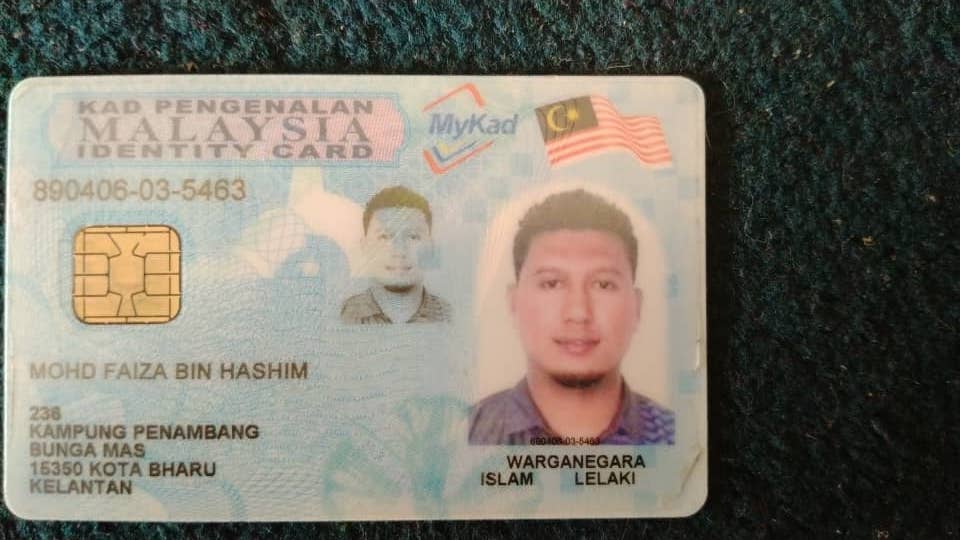 KAD PENGENALAN
MALAYSIA
IDENTITY CARD
MyKad
890406-03-5463
MOHD FAIZA BIN HASHIM
236
KAMPUNG PENAMBANG
BUNGA MAS
15350 KOTA BHARU
KELANTAN
890406-03-5463
WARGANEGARA
ISLAM LELAKI